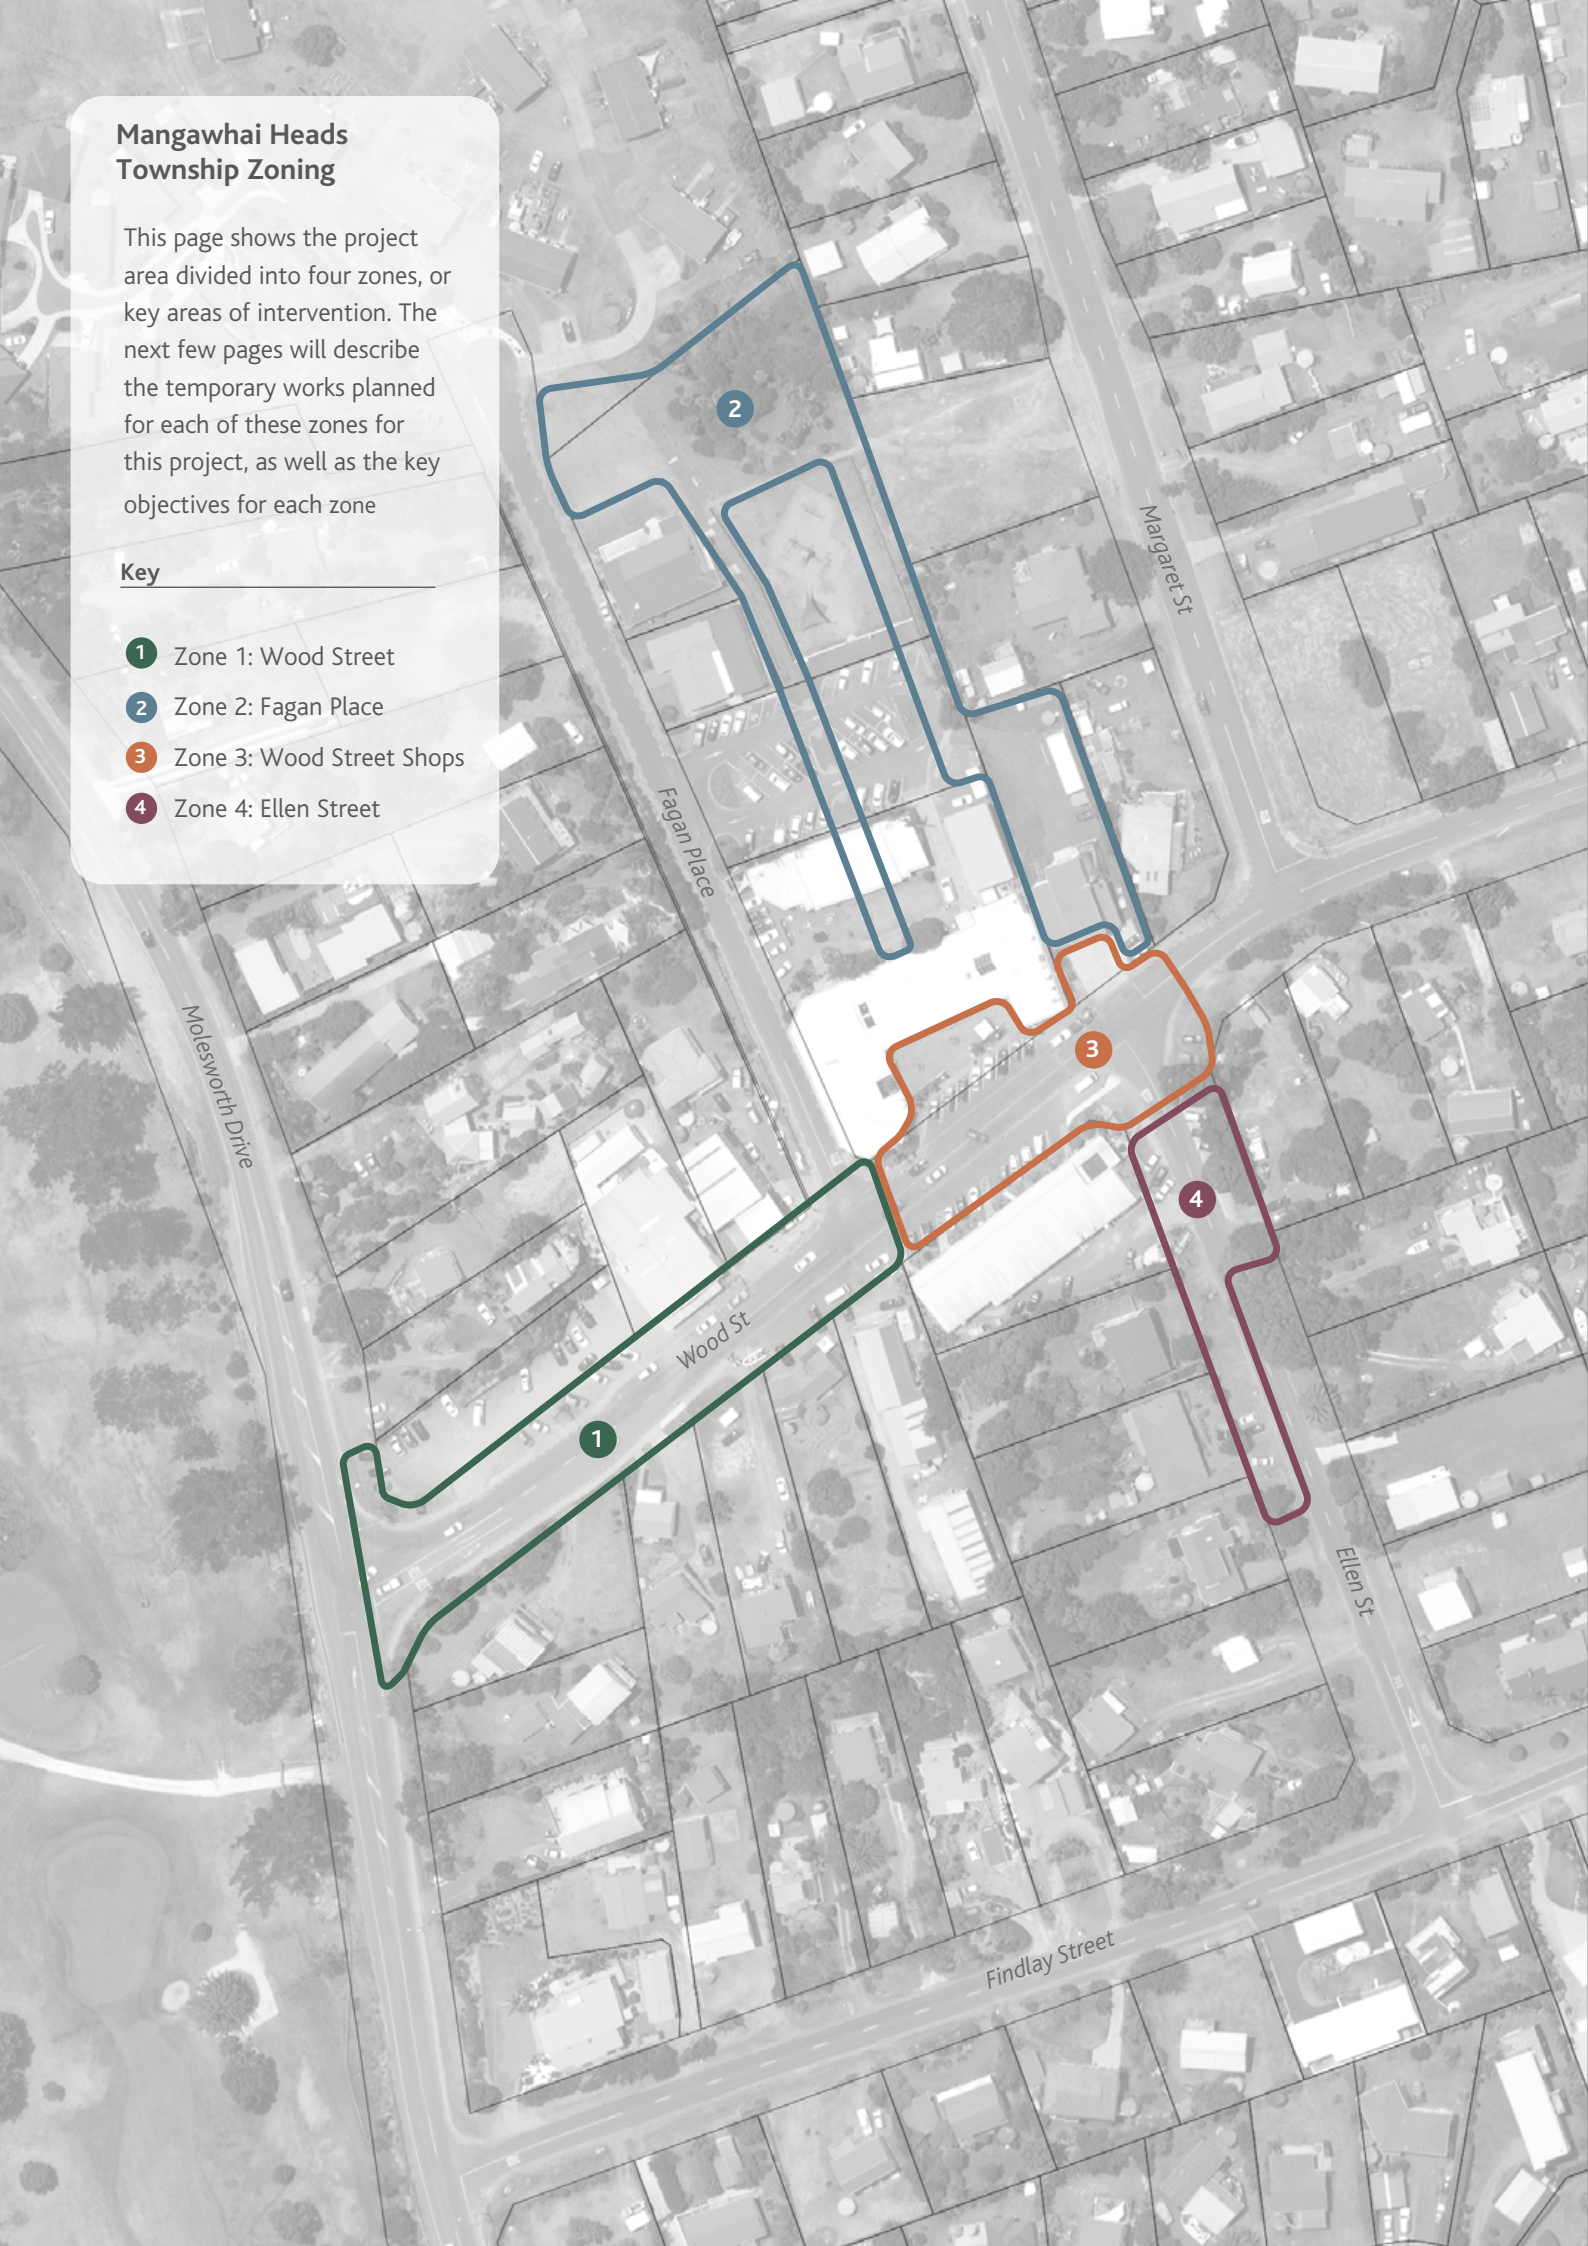 Mangawhai Heads
Township Zoning
This page shows the project
area divided into four zones, or
key areas of intervention. The
next few pages will describe
the temporary works planned
for each of these zones for
this project, as well as the key
objectives for each zone
Key
1 Zone 1: Wood Street
2 Zone 2: Fagan Place
3 Zone 3: Wood Street Shops
4 Zone 4: Ellen Street
2
Margaret St
Fagan Place
Molesworth Drive
3
4
Wood St
1
Ellen St
Findlay Street